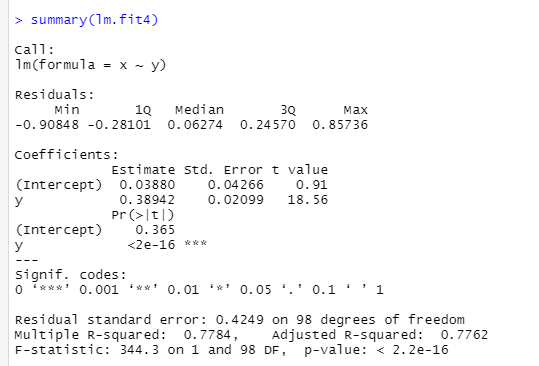 > summary(lm.fit4)
Call:
lm(formula = x ~ y)
Residuals:
     Min       1Q   Median       3Q      Max
-0.90848 -0.28101  0.06274  0.24570  0.85736
Coefficients:
            Estimate Std. Error t value
(Intercept)  0.03880    0.04266    0.91
y            0.38942    0.02099   18.56
            Pr(>|t|)
(Intercept)    0.365
y             <2e-16 ***
---
Signif. codes:
0 ‘***’ 0.001 ‘**’ 0.01 ‘*’ 0.05 ‘.’ 0.1 ‘ ’ 1
Residual standard error: 0.4249 on 98 degrees of freedom
Multiple R-squared:  0.7784,    Adjusted R-squared:  0.7762
F-statistic: 344.3 on 1 and 98 DF,  p-value: < 2.2e-16